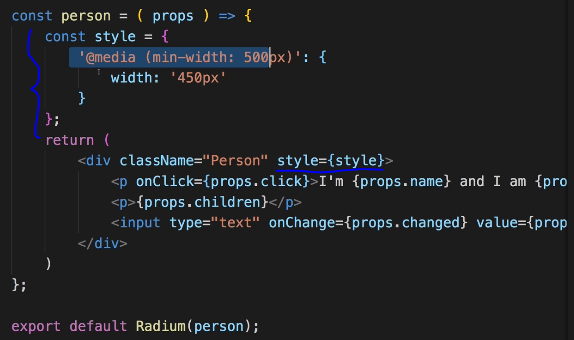 const person = ( props ) => {
const style = {
'@media (min-width: 500px)': {
width: '450px'
}
};
return (
<div className="Person" style={style}>
<p onClick={props.click}>I'm {props.name} and I am {pro
<p>{props.children}</p>
<input type="text" onChange={props.changed} value={prop
</div>
)
};
export default Radium(person);